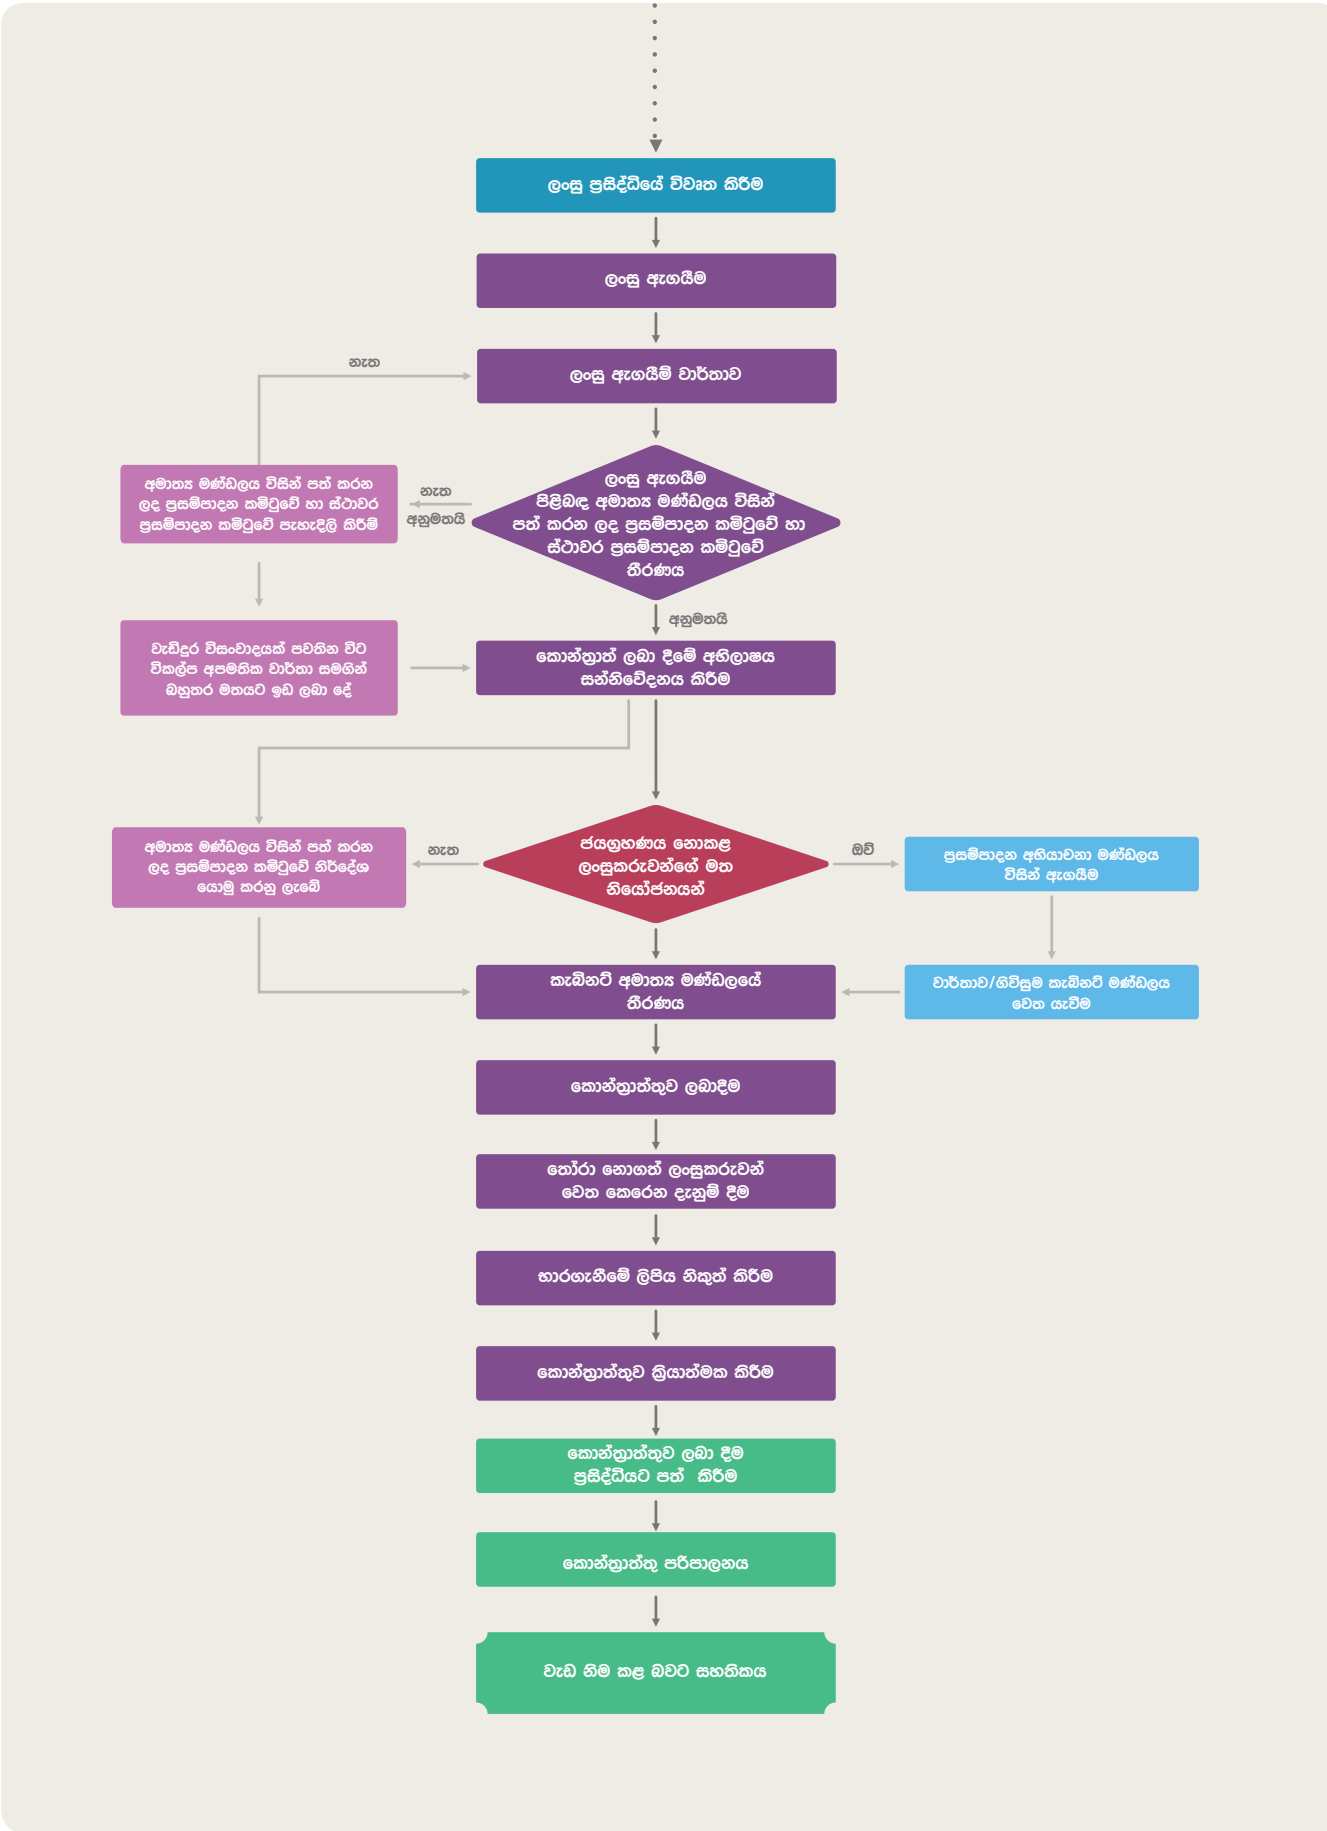 ලංසු ප්‍රසිද්ධියේ විවෘත කිරීම
ලංසු ඇගයීම
නැත
ලංසු ඇගයීම් වාර්තාව
අමාත්‍ය මණ්ඩලය විසින් පත් කරන
ලද ප්‍රසම්පාදන කමිටුවේ හා ස්ථාවර
ප්‍රසම්පාදන කමිටුවේ පැහැදිලි කිරීම්
නැත
අනුමතයි
ලංසු ඇගයීම
පිළිබඳ අමාත්‍ය මණ්ඩලය විසින්
පත් කරන ලද ප්‍රසම්පාදන කමිටුවේ හා
ස්ථාවර ප්‍රසම්පාදන කමිටුවේ
තීරණය
අනුමතයි
වැඩිදුර විසංවාදයක් පවතින විට
විකල්ප අපමතික වාර්තා සමගින්
බහුතර මතයට ඉඩ ලබා දේ
කොන්ත්‍රාත් ලබා දීමේ අභිලාෂය
සන්නිවේදනය කිරීම
අමාත්‍ය මණ්ඩලය විසින් පත් කරන
ලද ප්‍රසම්පාදන කමිටුවේ නිර්දේශ
යොමු කරනු ලැබේ
නැත
ජයග්‍රහණය නොකළ
ලංසුකරුවන්ගේ මත
නියෝජනයන්
ඔව්
ප්‍රසම්පාදන අභියාචනා මණ්ඩලය
විසින් ඇගයීම
කැබිනට් අමාත්‍ය මණ්ඩලයේ
තීරණය
වාර්තාව/ගිවිසුම කැබිනට් මණ්ඩලය
වෙත යැවීම
කොන්ත්‍රාත්තුව ලබාදීම
තෝරා නොගත් ලංසුකරුවන්
වෙත කෙරෙන දැනුම් දීම
භාරගැනීමේ ලිපිය නිකුත් කිරීම
කොන්ත්‍රාත්තුව ක්‍රියාත්මක කිරීම
කොන්ත්‍රාත්තුව ලබා දීම
ප්‍රසිද්ධියට පත්  කිරීම
කොන්ත්‍රාත්තු පරිපාලනය
වැඩ නිම කළ බවට සහතිකය